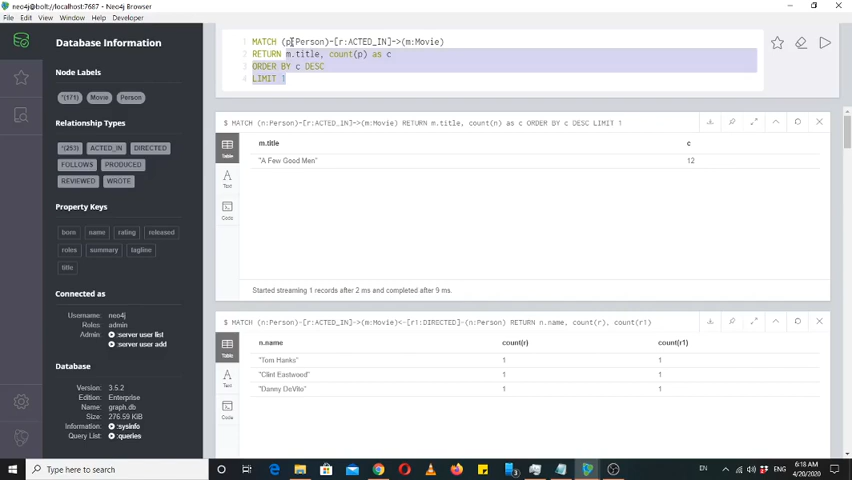 neo4j@bolt://localhost:7687 - Neo4j Browser
File Edit View Window Help Developer
Database Information
Node Labels
*(171) Movie Person
Relationship Types
*(253) ACTED_IN DIRECTED
FOLLOWS PRODUCED
REVIEWED WROTE
Property Keys
born name rating released
roles summary tagline
title
Connected as
Username: neo4j
Roles: admin
Admin: :server user list
:server user add
Database
Version: 3.5.2
Edition: Enterprise
Name: graph.db
Size: 276.59 KiB
Information: :sysinfo
Query List: :queries
1 MATCH (p:Person)-[r:ACTED_IN]->(m:Movie)
2 RETURN m.title, count(p) as c
3 ORDER BY c DESC
4 LIMIT 1
$ MATCH (n:Person)-[r:ACTED_IN]->(m:Movie) RETURN m.title, count(n) as c ORDER BY c DESC LIMIT 1
Table
Text
Code
m.title c
"A Few Good Men" 12
Started streaming 1 records after 2 ms and completed after 9 ms.
$ MATCH (n:Person)-[r:ACTED_IN]->(m:Movie)<-[r1:DIRECTED]-(n:Person) RETURN n.name, count(r), count(r1)
Table
Text
Code
n.name count(r) count(r1)
"Tom Hanks" 1 1
"Clint Eastwood" 1 1
"Danny DeVito" 1 1
Type here to search
EN
6:18 AM
4/20/2020